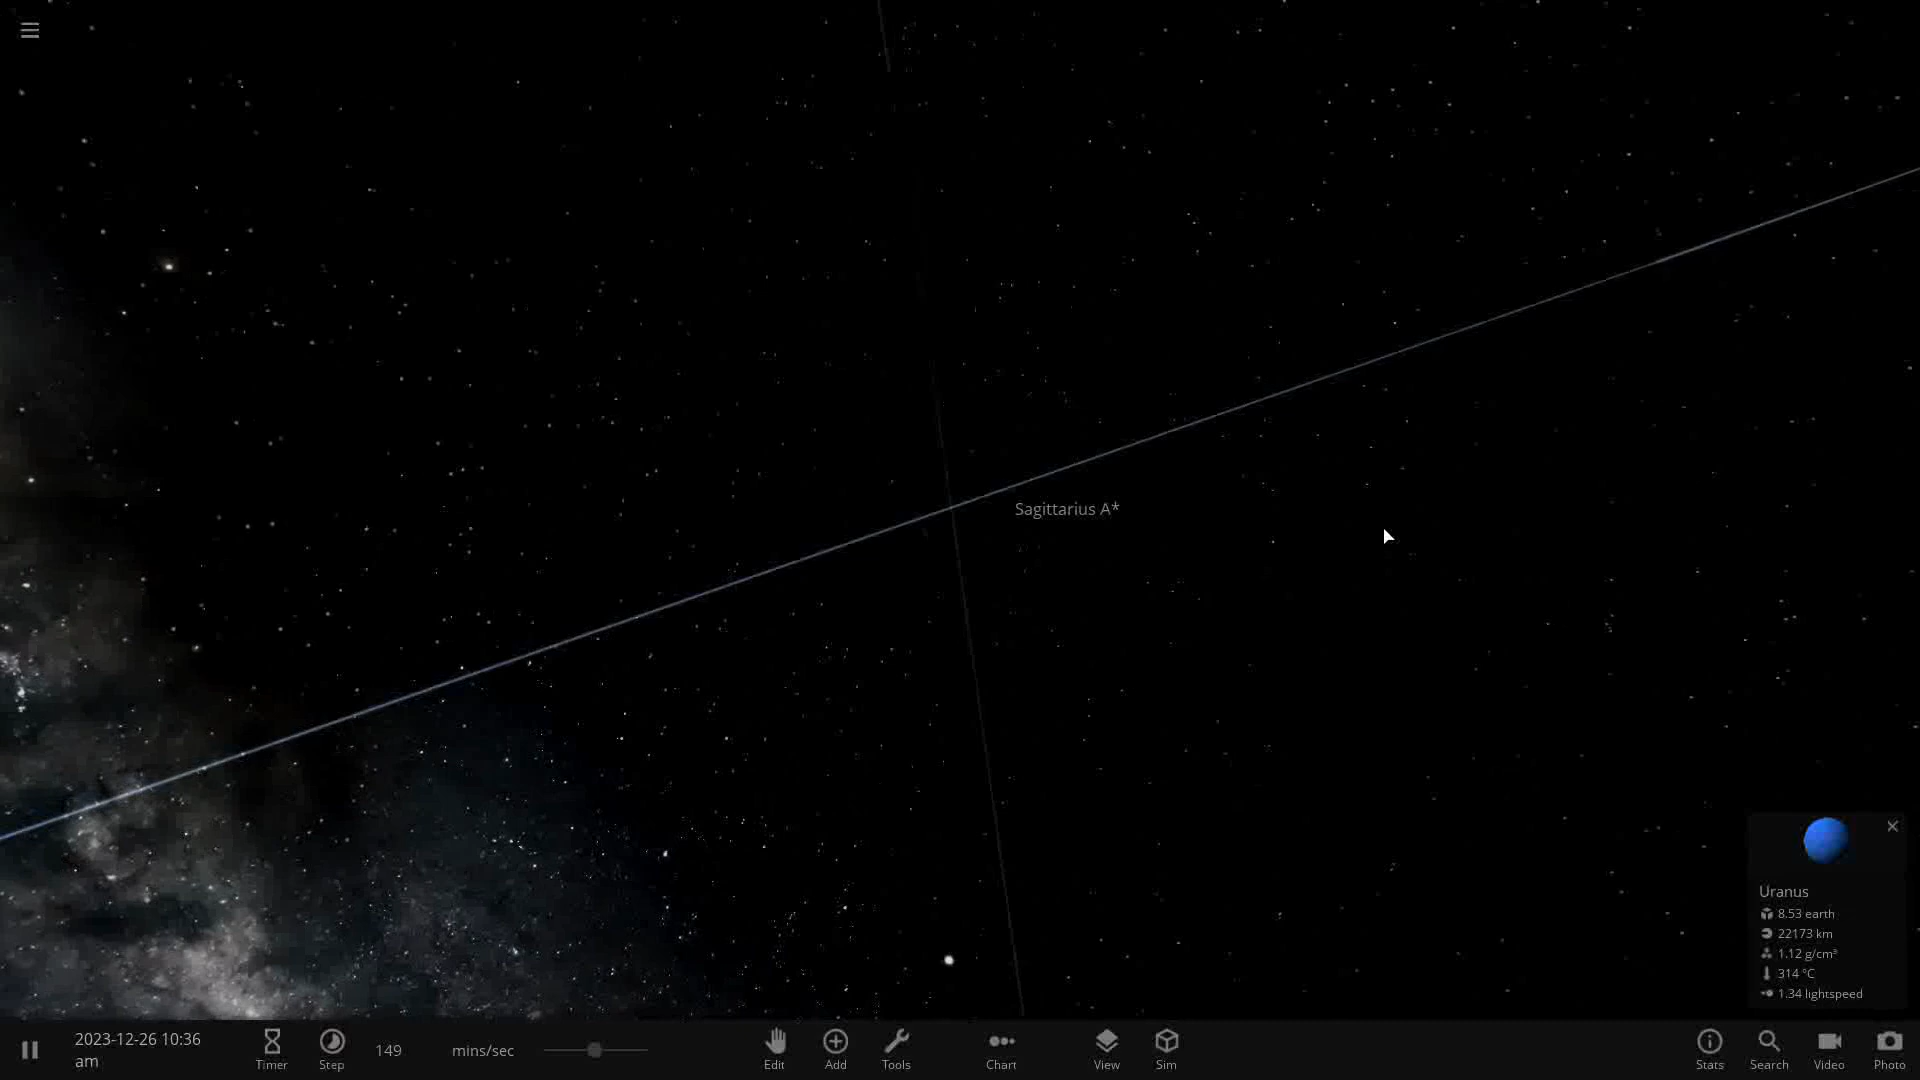 Sagittarius A*
Uranus
8.53 earth
22173 km
1.12 g/cm³
314 °C
1.34 lightspeed
2023-12-26 10:36
am
Timer
Step
149
mins/sec
Edit
Add
Tools
Chart
View
Sim
Stats
Search
Video
Photo